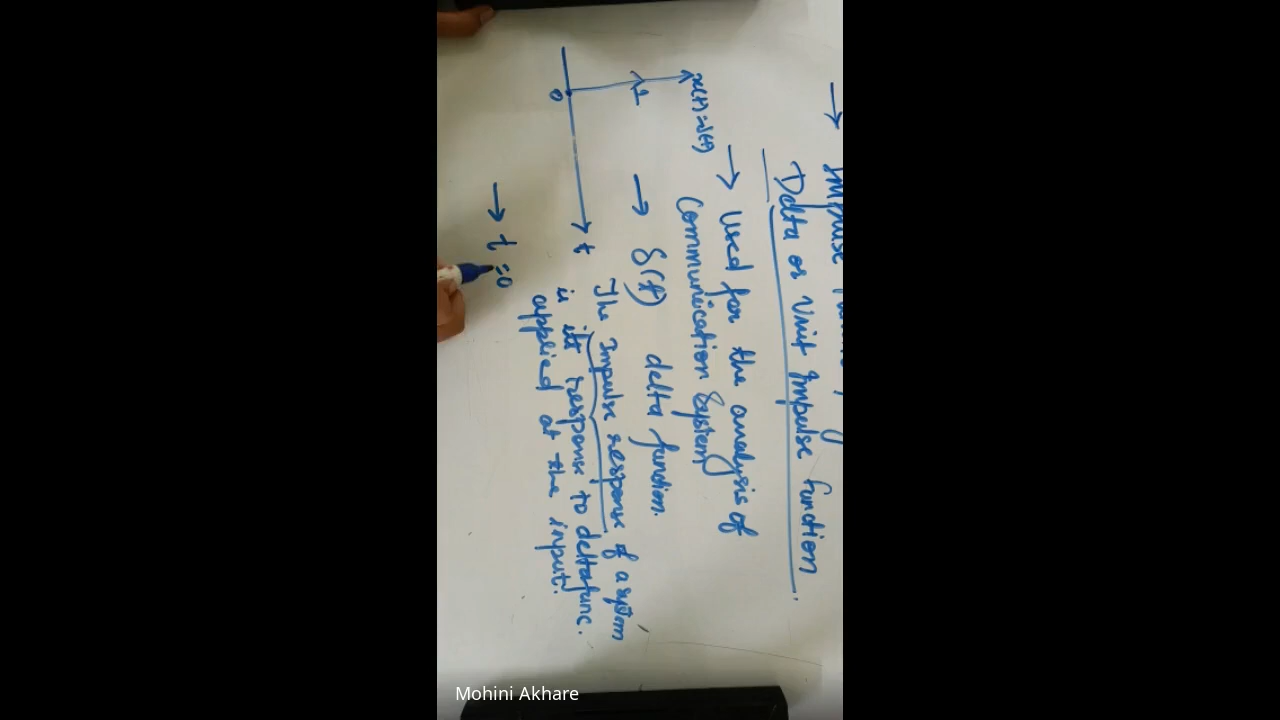 → Impulse
Delta or Unit Impulse function
→ Used for the analysis of
Communication System
x(t)=δ(t)
1
0
t
→ δ(t) delta function.
The Impulse response of a system
is its response to delta func.
applied at the input.
→ t=0
Mohini Akhare